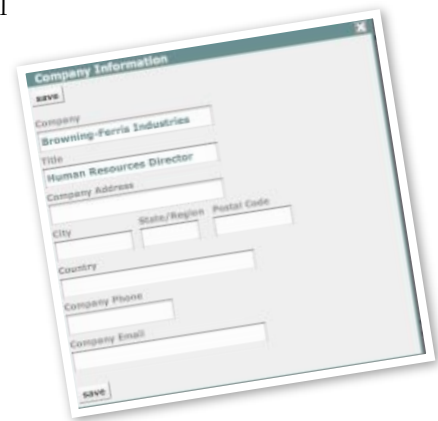 Company Information
save
Company
Browning-Ferris Industries
Title
Human Resources Director
Company Address
City State/Region Postal Code
Country
Company Phone
Company Email
save